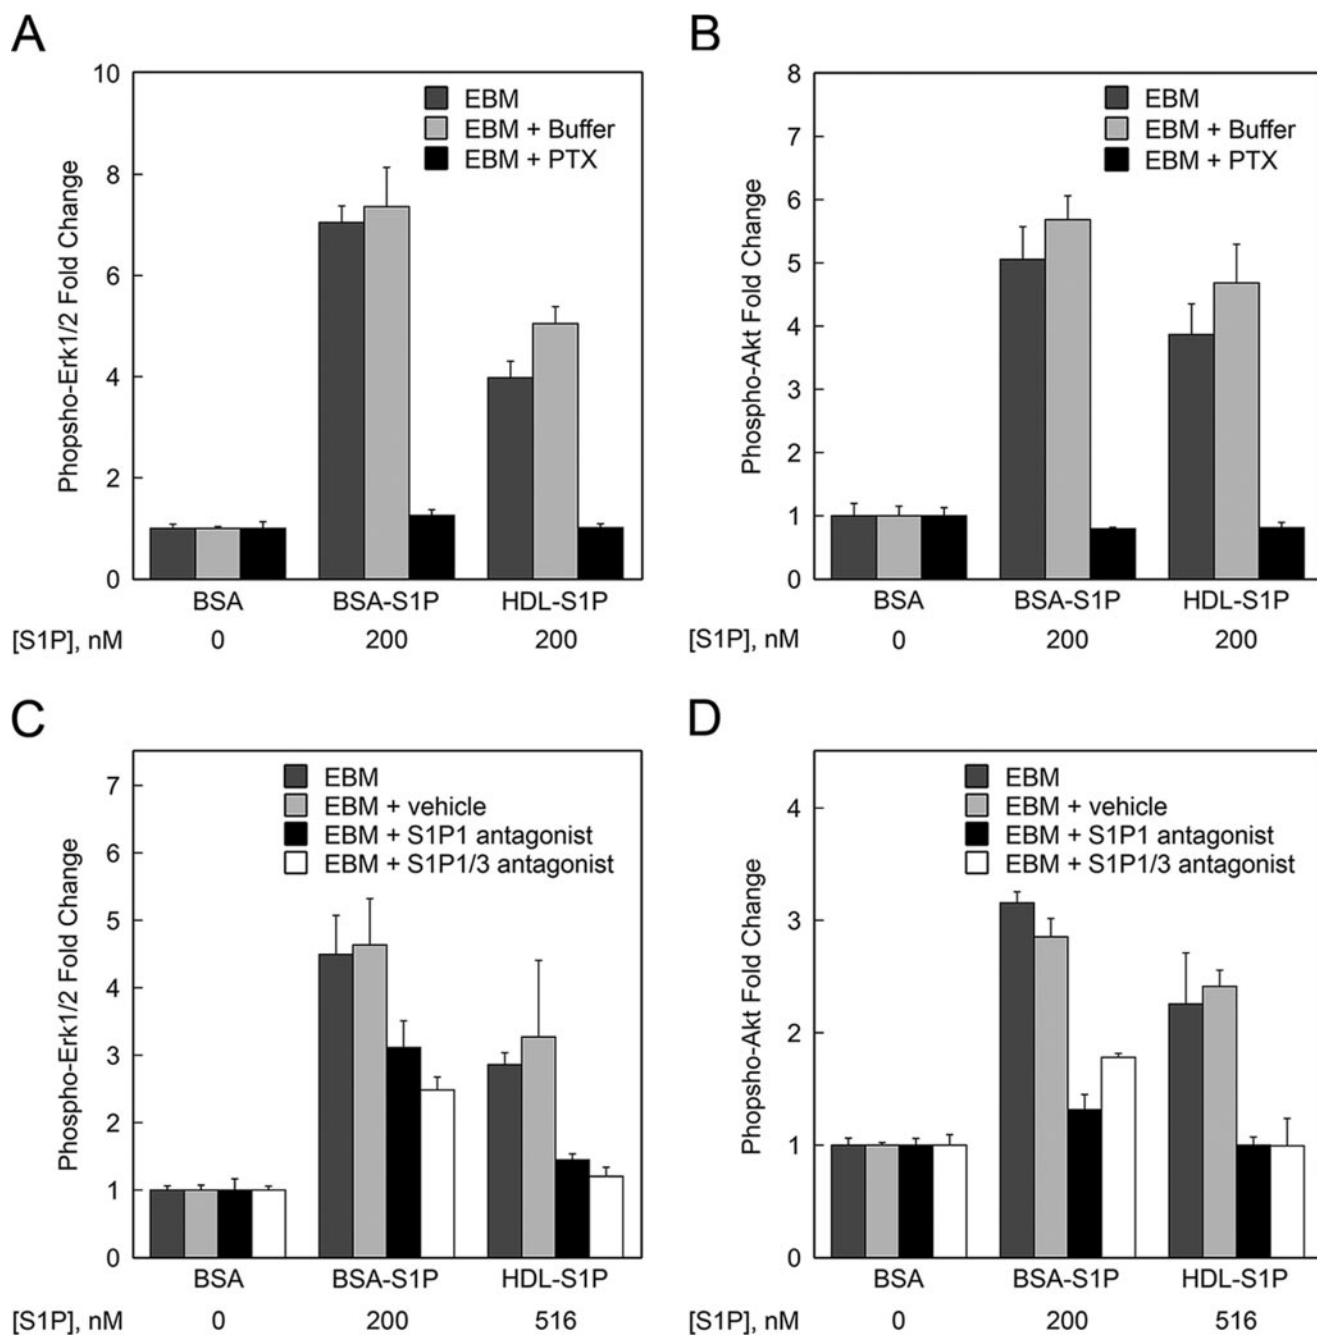 A
Phopsho-Erk1/2 Fold Change
10
8
6
4
2
0
EBM
EBM + Buffer
EBM + PTX
BSA BSA-S1P HDL-S1P
[S1P], nM 0 200 200
B
Phospho-Akt Fold Change
8
7
6
5
4
3
2
1
0
EBM
EBM + Buffer
EBM + PTX
BSA BSA-S1P HDL-S1P
[S1P], nM 0 200 200
C
Phospho-Erk1/2 Fold Change
7
6
5
4
3
2
1
0
EBM
EBM + vehicle
EBM + S1P1 antagonist
EBM + S1P1/3 antagonist
BSA BSA-S1P HDL-S1P
[S1P], nM 0 200 516
D
Phopsho-Akt Fold Change
4
3
2
1
0
EBM
EBM + vehicle
EBM + S1P1 antagonist
EBM + S1P1/3 antagonist
BSA BSA-S1P HDL-S1P
[S1P], nM 0 200 516